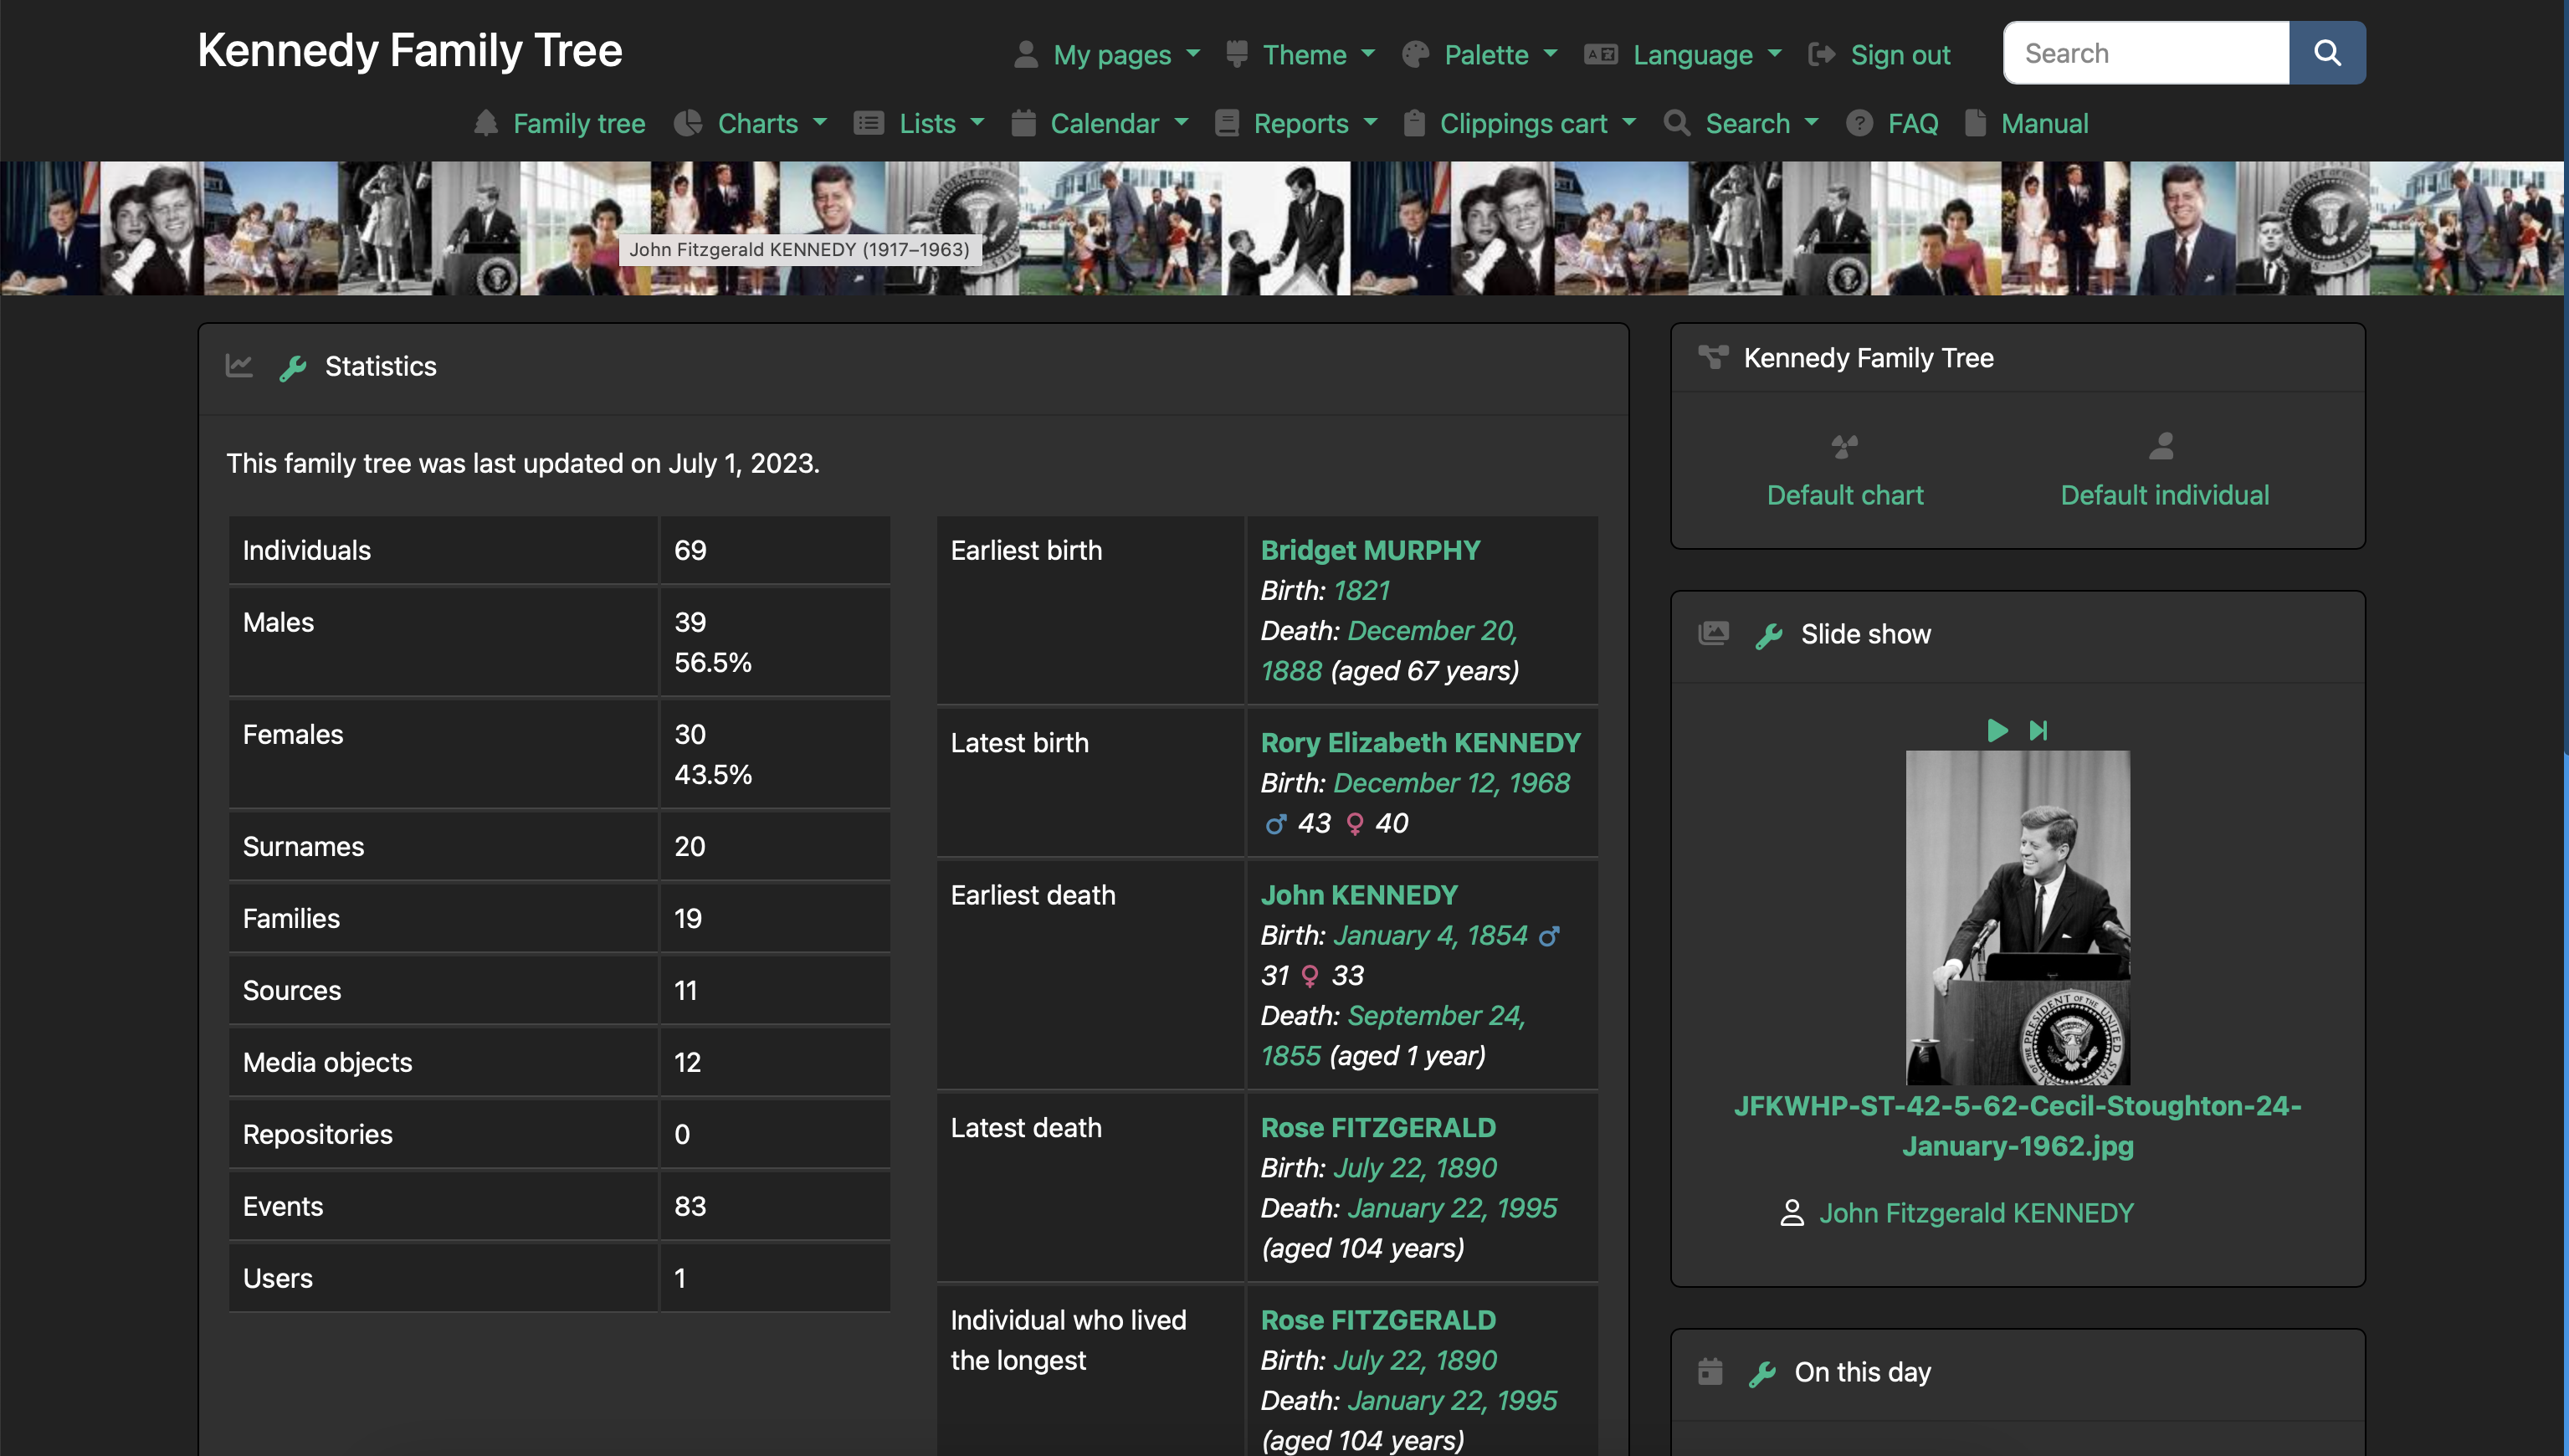 Kennedy Family Tree
My pages Theme Palette Language Sign out
Search
Family tree Charts Lists Calendar Reports Clippings cart Search FAQ Manual
John Fitzgerald KENNEDY (1917–1963)
Statistics
This family tree was last updated on July 1, 2023.
Individuals 69
Males 39
56.5%
Females 30
43.5%
Surnames 20
Families 19
Sources 11
Media objects 12
Repositories 0
Events 83
Users 1
Earliest birth Bridget MURPHY
Birth: 1821
Death: December 20,
1888 (aged 67 years)
Latest birth Rory Elizabeth KENNEDY
Birth: December 12, 1968
♂ 43 ♀ 40
Earliest death John KENNEDY
Birth: January 4, 1854 ♂
31 ♀ 33
Death: September 24,
1855 (aged 1 year)
Latest death Rose FITZGERALD
Birth: July 22, 1890
Death: January 22, 1995
(aged 104 years)
Individual who lived
the longest
Rose FITZGERALD
Birth: July 22, 1890
Death: January 22, 1995
(aged 104 years)
Kennedy Family Tree
Default chart Default individual
Slide show
JFKWHP-ST-42-5-62-Cecil-Stoughton-24-
January-1962.jpg
John Fitzgerald KENNEDY
On this day